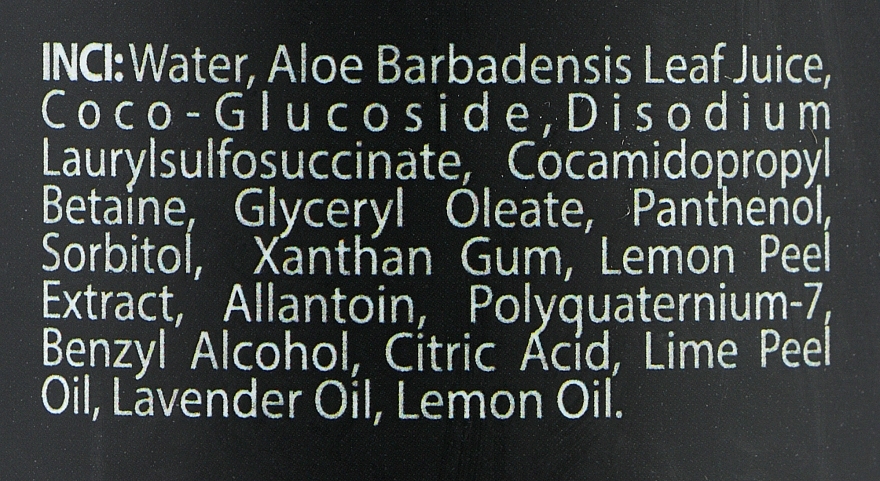 INCI: Water, Aloe Barbadensis Leaf Juice,
Coco-Glucoside, Disodium
Laurylsulfosuccinate, Cocamidopropyl
Betaine, Glyceryl Oleate, Panthenol,
Sorbitol, Xanthan Gum, Lemon Peel
Extract, Allantoin, Polyquaternium-7,
Benzyl Alcohol, Citric Acid, Lime Peel
Oil, Lavender Oil, Lemon Oil.